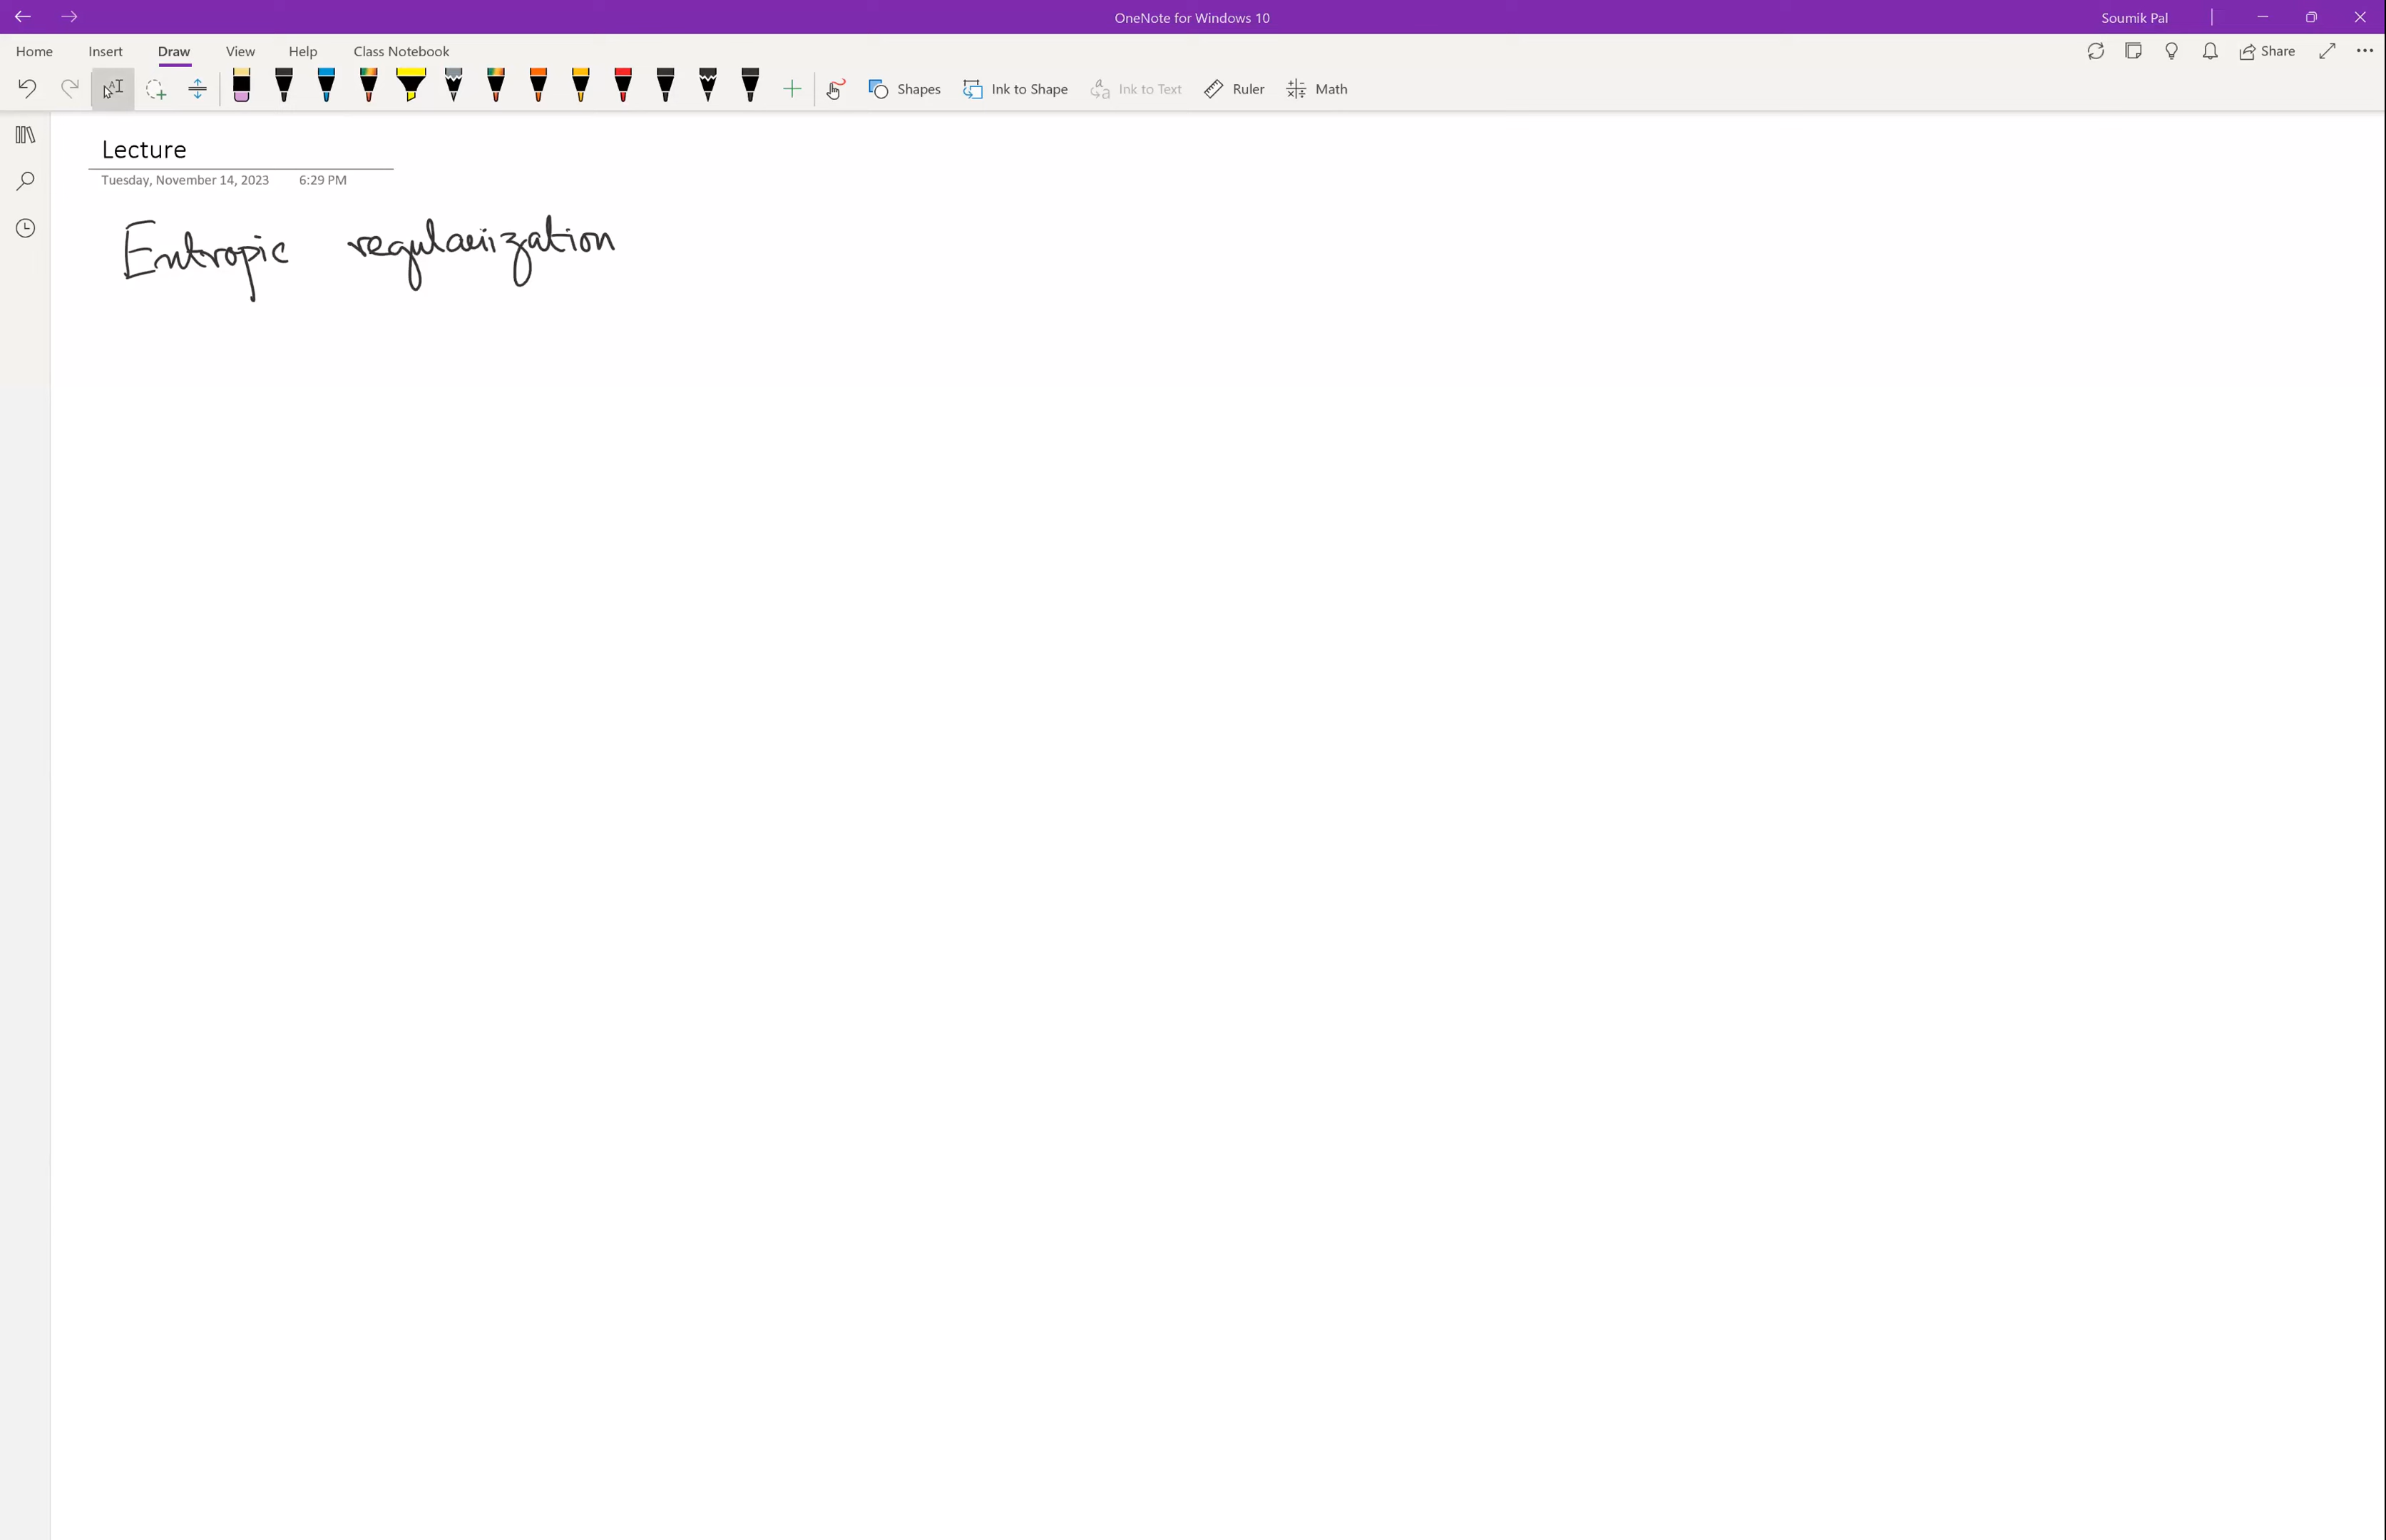 OneNote for Windows 10
Soumik Pal
Home Insert Draw View Help Class Notebook
Share
Shapes Ink to Shape Ink to Text Ruler Math
Lecture
Tuesday, November 14, 2023 6:29 PM
Entropic regularization